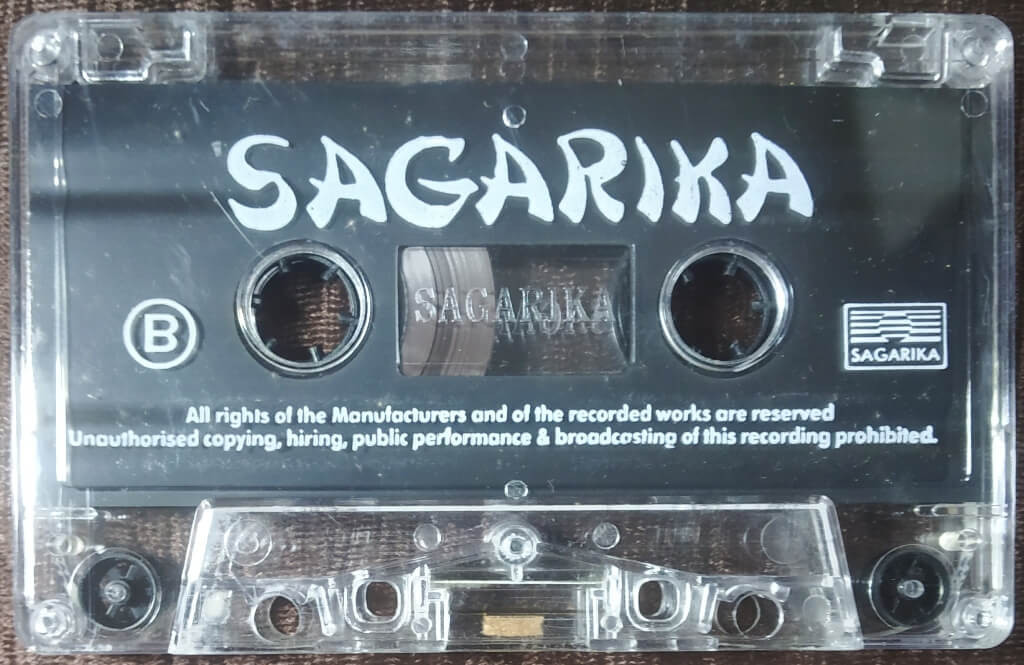 SAGARIKA
SAGARIKA
B
SAGARIKA
All rights of the Manufacturers and of the recorded works are reserved
Unauthorised copying, hiring, public performance & broadcasting of this recording prohibited.